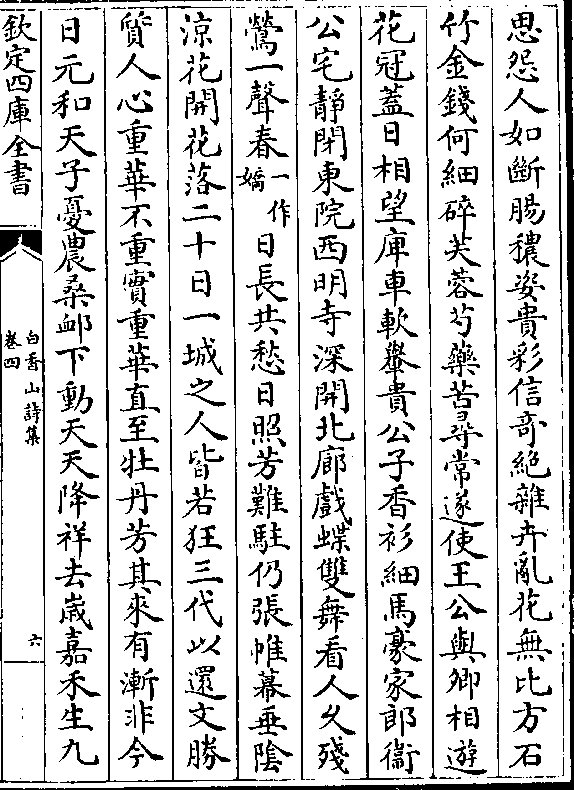 思怨人如斷腸穠姿貴彩信奇絕雜卉亂花無比方石
竹金錢何細碎芙蓉芍藥苦尋常遂使王公與卿相遊
花冠蓋日相望庳車軟轝貴公子香衫細馬豪家郎衛
公宅靜閉東院西明寺深開北廊戲蝶雙舞看人久殘
鶯一聲春一作嬌日長共愁日照芳難駐仍張帷幕垂陰
涼花開花落二十日一城之人皆若狂三代以還文勝
質人心重華不重實重華直至牡丹芳其來有漸非今
日元和天子憂農桑卹下動天天降祥去歲嘉禾生九
欽定四庫全書
白香山詩集
卷四
六